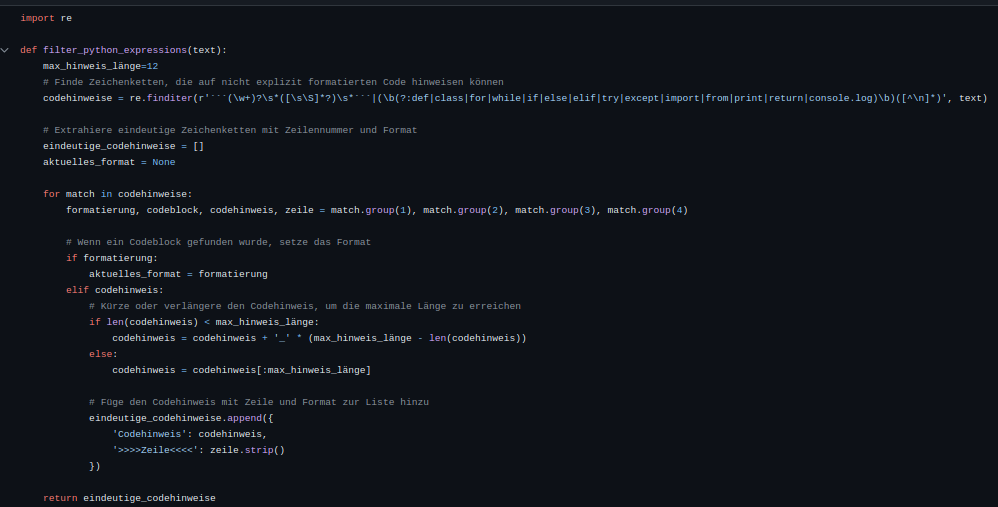 import re
def filter_python_expressions(text):
max_hinweis_länge=12
# Finde Zeichenketten, die auf nicht explizit formatierten Code hinweisen können
codehinweise = re.finditer(r'```(\w+)?\s*([\s\S]*?)\s*```|(\b(?:def|class|for|while|if|else|elif|try|except|import|from|print|return|console.log)\b)([^\n]*)', text)
# Extrahiere eindeutige Zeichenketten mit Zeilennummer und Format
eindeutige_codehinweise = []
aktuelles_format = None
for match in codehinweise:
formatierung, codeblock, codehinweis, zeile = match.group(1), match.group(2), match.group(3), match.group(4)
# Wenn ein Codeblock gefunden wurde, setze das Format
if formatierung:
aktuelles_format = formatierung
elif codehinweis:
# Kürze oder verlängere den Codehinweis, um die maximale Länge zu erreichen
if len(codehinweis) < max_hinweis_länge:
codehinweis = codehinweis + '_' * (max_hinweis_länge - len(codehinweis))
else:
codehinweis = codehinweis[:max_hinweis_länge]
# Füge den Codehinweis mit Zeile und Format zur Liste hinzu
eindeutige_codehinweise.append({
'Codehinweis': codehinweis,
'>>>>Zeile<<<<': zeile.strip()
})
return eindeutige_codehinweise